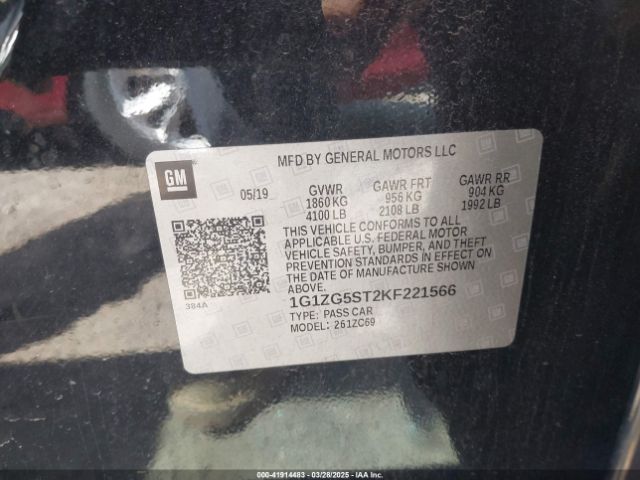 MFD BY GENERAL MOTORS LLC
GM
05/19
GVWR GAWR FRT GAWR RR
1860 KG 956 KG 904 KG
4100 LB 2108 LB 1992 LB
THIS VEHICLE CONFORMS TO ALL
APPLICABLE U.S. FEDERAL MOTOR
VEHICLE SAFETY, BUMPER, AND THEFT
PREVENTION STANDARDS IN EFFECT ON
THE DATE OF MANUFACTURE SHOWN
ABOVE.
384A
1G1ZG5ST2KF221566
TYPE: PASS CAR
MODEL: 261ZC69
000-41914483 - 03/28/2025 - IAAI.COM